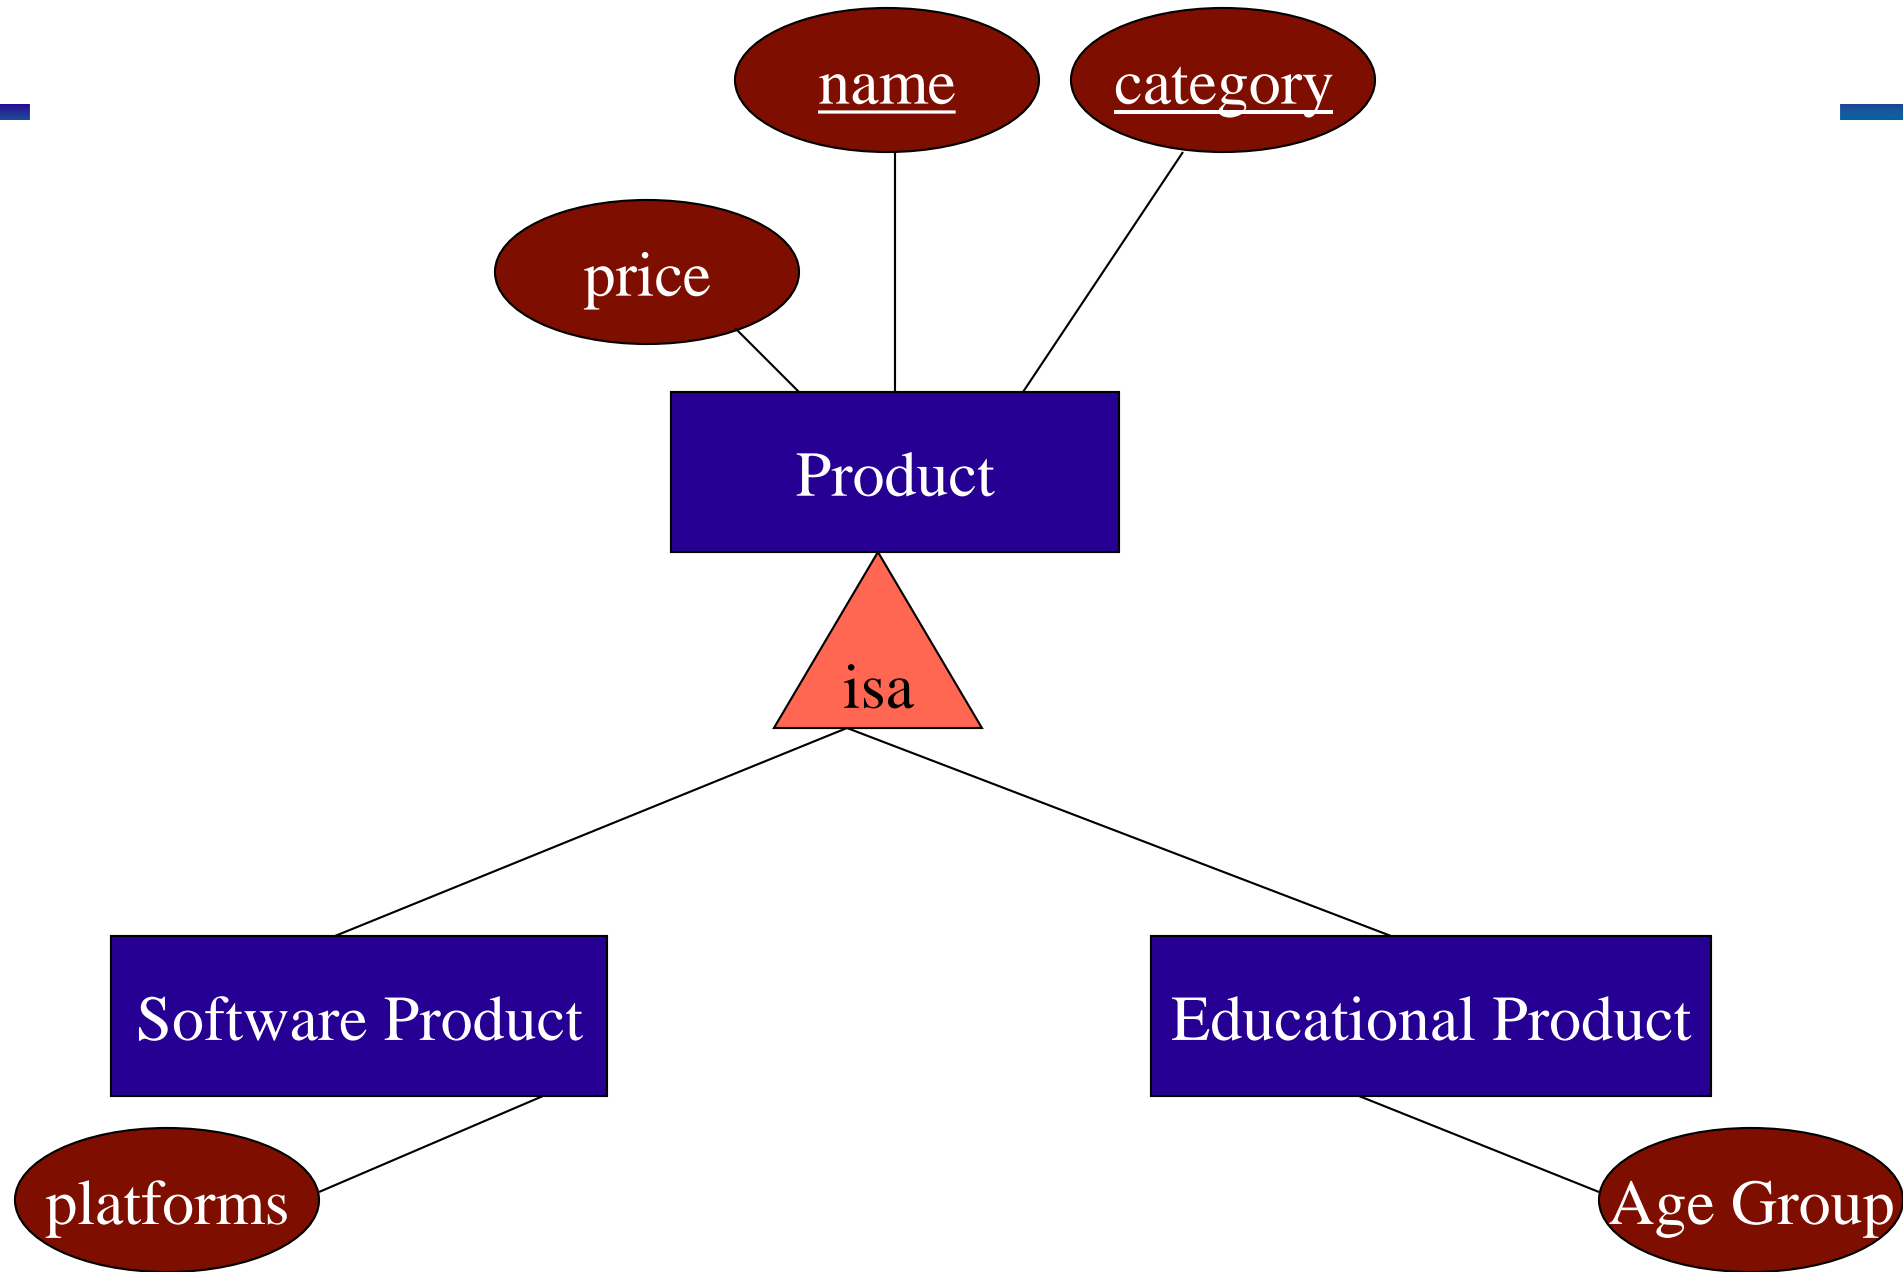 name
category
price
Product
isa
Software Product
Educational Product
platforms
Age Group